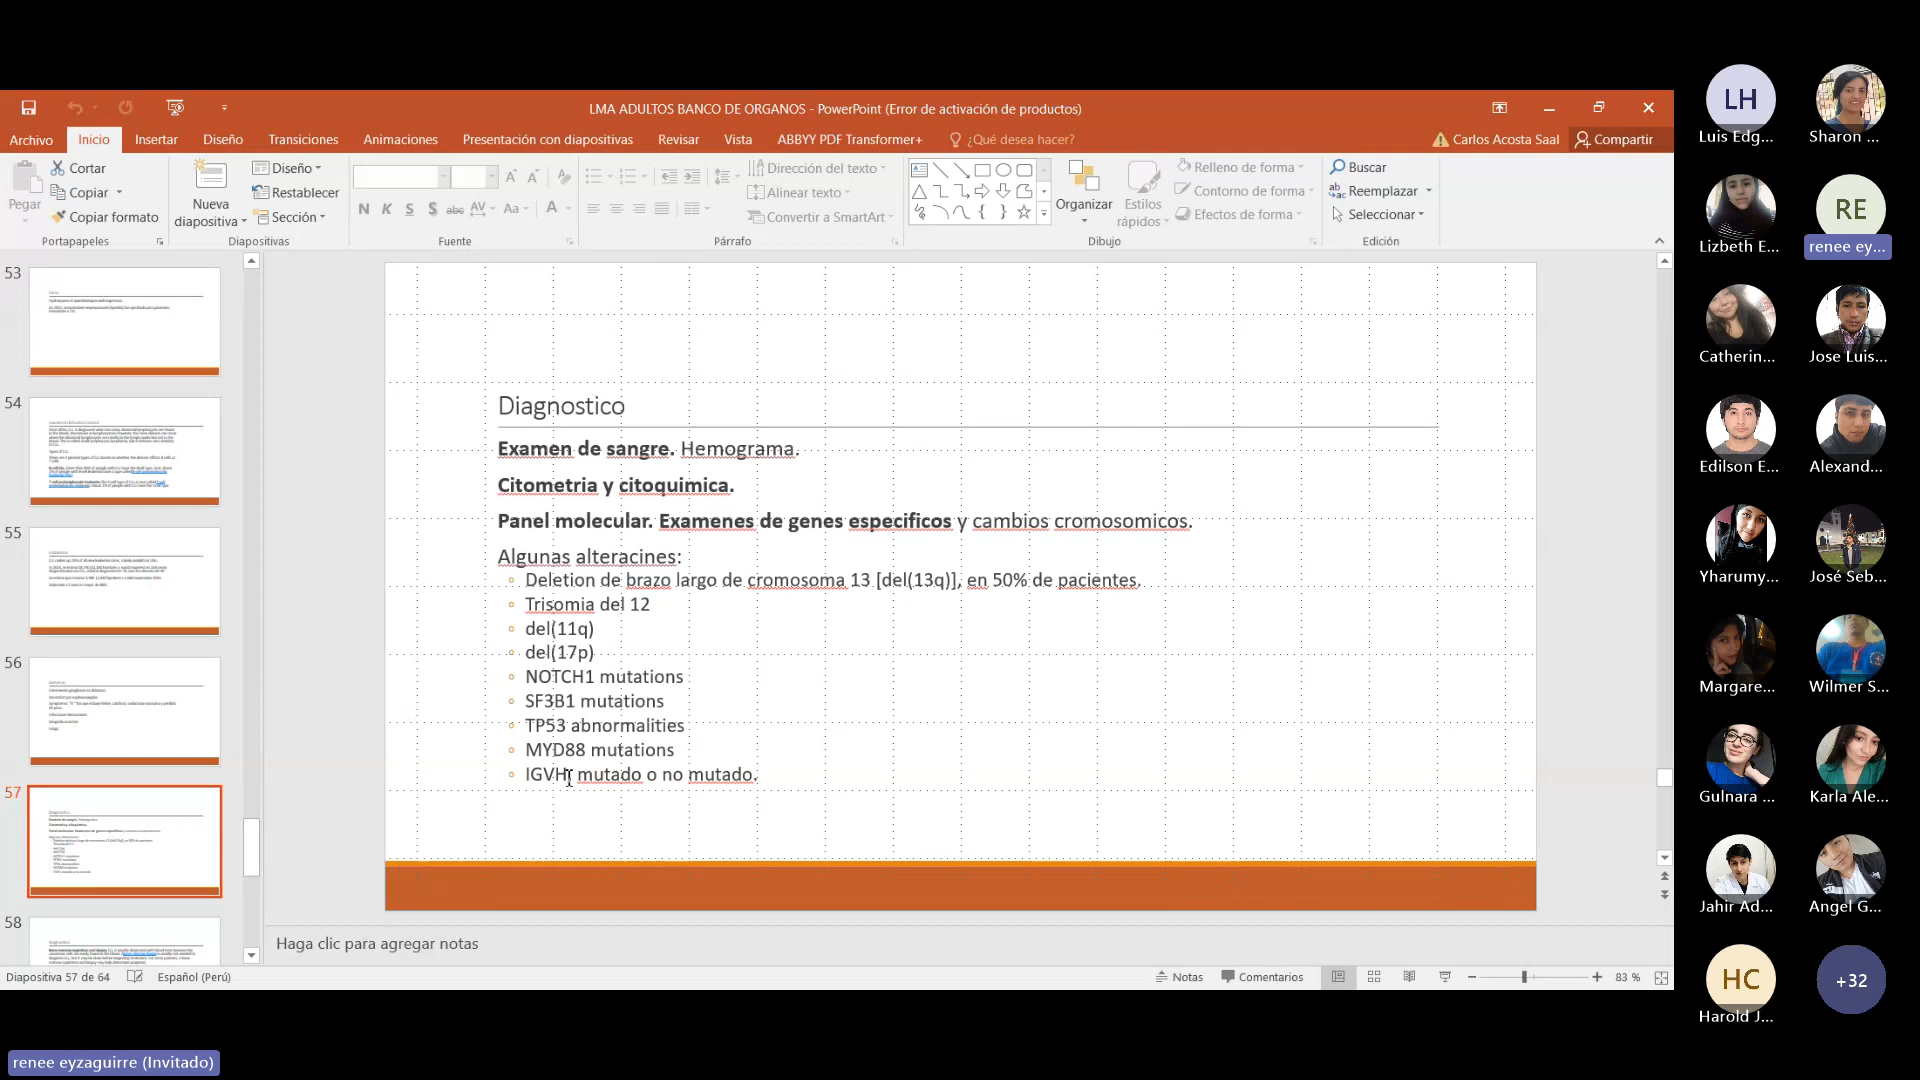 LMA ADULTOS BANCO DE ORGANOS - PowerPoint (Error de activación de productos)
Archivo Inicio Insertar Diseño Transiciones Animaciones Presentación con diapositivas Revisar Vista ABBYY PDF Transformer+ ¿Qué desea hacer? Carlos Acosta Saal Compartir
Pegar
Cortar
Copiar
Copiar formato
Portapapeles
Nueva diapositiva
Diseño
Restablecer
Sección
Diapositivas
N K S S abc AV Aa A
Fuente
Dirección del texto
Alinear texto
Convertir a SmartArt
Párrafo
Organizar
Estilos rápidos
Relleno de forma
Contorno de forma
Efectos de forma
Dibujo
Buscar
Reemplazar
Seleccionar
Edición
53
54
55
56
57
58
Diagnostico
Examen de sangre. Hemograma.
Citometria y citoquimica.
Panel molecular. Examenes de genes especificos y cambios cromosomicos.
Algunas alteracines:
Deletion de brazo largo de cromosoma 13 [del(13q)], en 50% de pacientes.
Trisomia del 12
del(11q)
del(17p)
NOTCH1 mutations
SF3B1 mutations
TP53 abnormalities
MYD88 mutations
IGVH mutado o no mutado.
Haga clic para agregar notas
Diapositiva 57 de 64 Español (Perú) Notas Comentarios 83 %
LH
Luis Edg...
Sharon ...
Lizbeth E...
RE
renee ey...
Catherin...
Jose Luis...
Edilson E...
Alexand...
Yharumy...
José Seb...
Margare...
Wilmer S...
Gulnara ...
Karla Ale...
Jahir Ad...
Angel G...
HC
Harold J...
+32
renee eyzaguirre (Invitado)